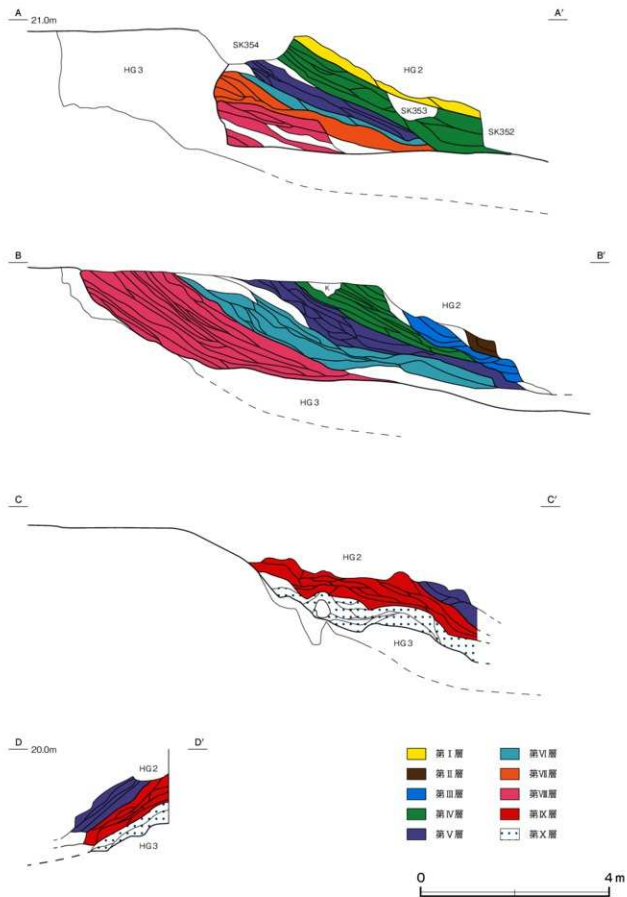 A
A′
21.0m
SK354
HG3
HG2
SK353
SK352
B
B′
K
HG2
HG3
C
C′
HG2
HG3
D
D′
20.0m
HG2
HG3
第Ⅰ層
第Ⅵ層
第Ⅱ層
第Ⅶ層
第Ⅲ層
第Ⅷ層
第Ⅳ層
第Ⅸ層
第Ⅴ層
第Ⅹ層
0
4 m